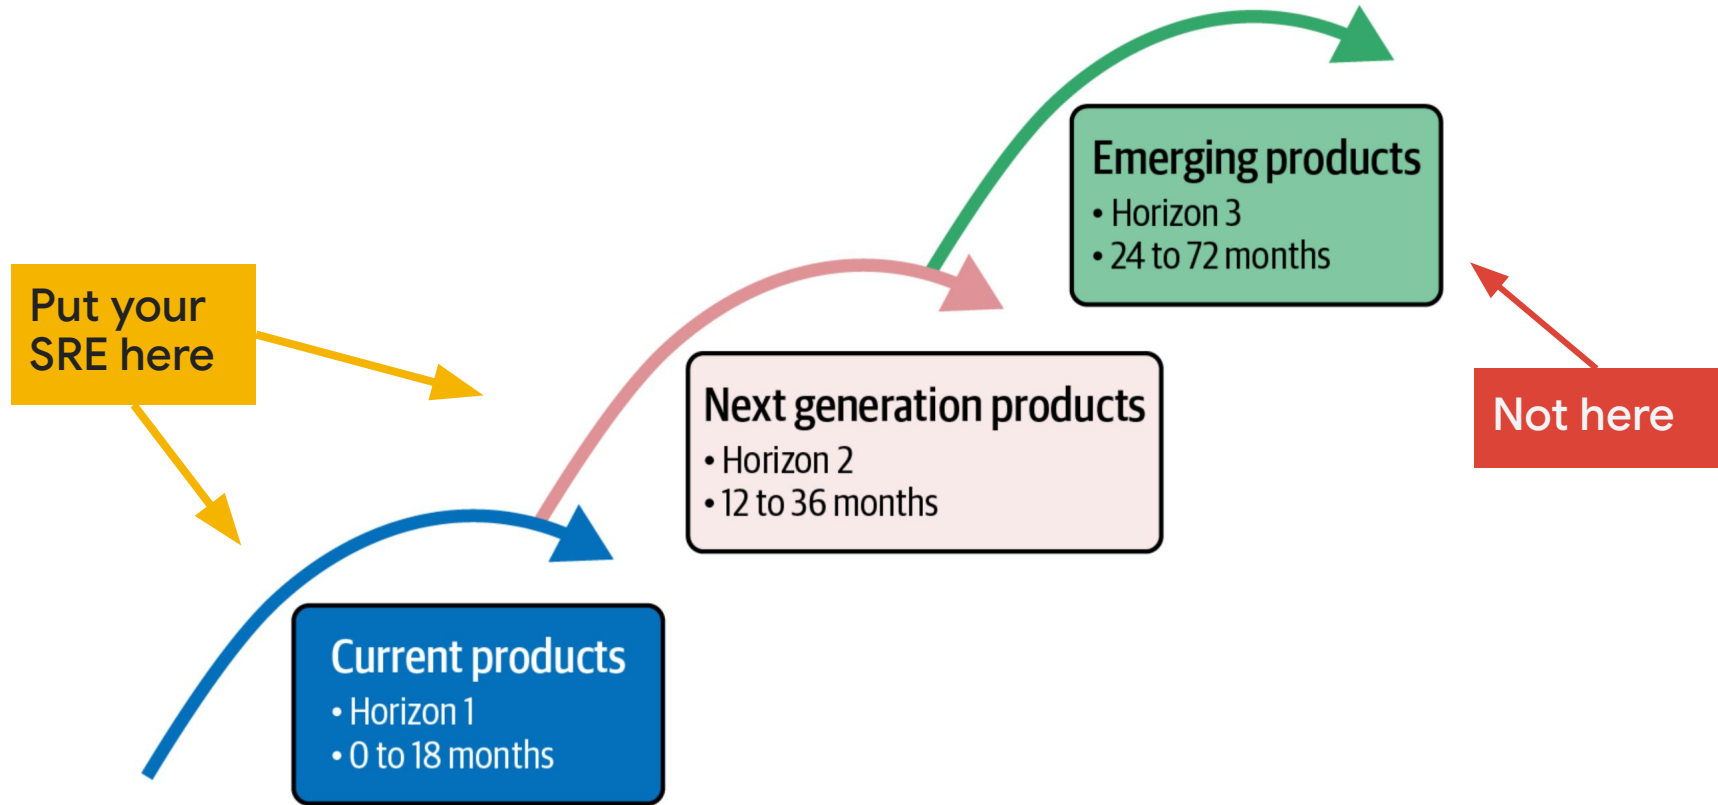 Emerging products
• Horizon 3
• 24 to 72 months
Put your
SRE here
Not here
Next generation products
• Horizon 2
• 12 to 36 months
Current products
• Horizon 1
• 0 to 18 months